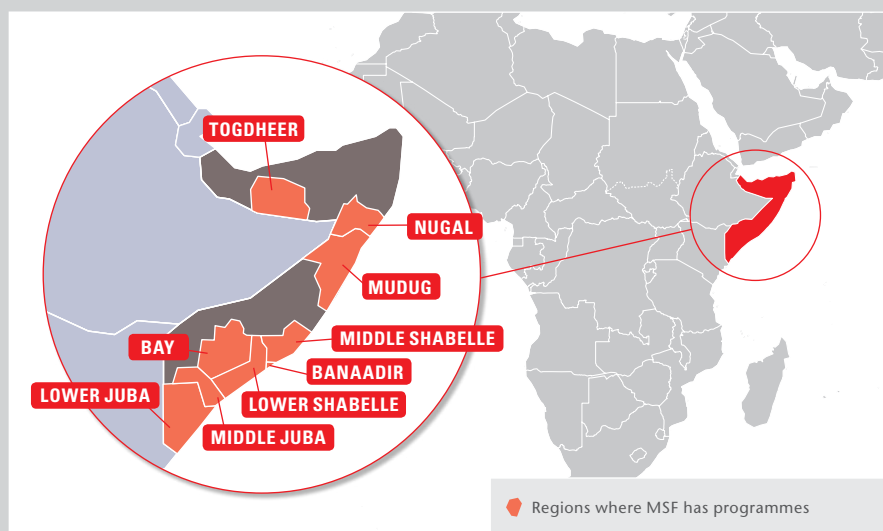 TOGDHEER
NUGAL
MUDUG
MIDDLE SHABELLE
BAY
BANAADIR
LOWER JUBA
LOWER SHABELLE
MIDDLE JUBA
Regions where MSF has programmes